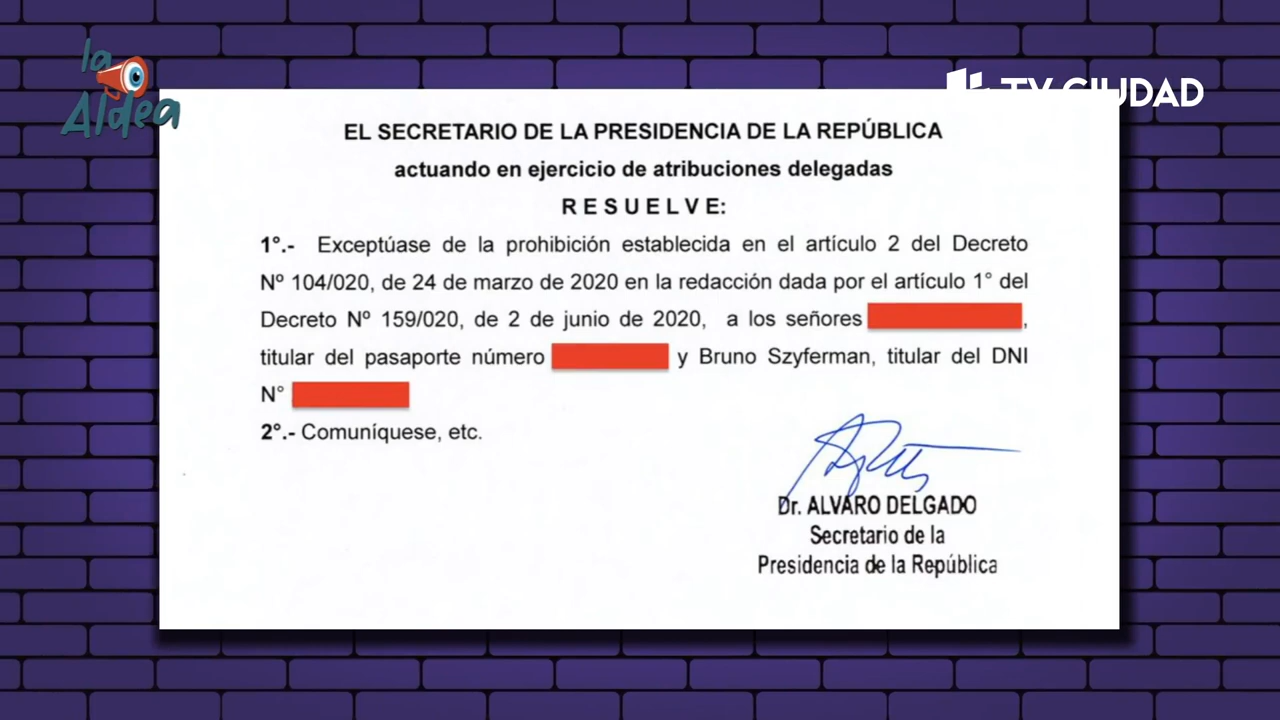 la
Aldea
TV CIUDAD
EL SECRETARIO DE LA PRESIDENCIA DE LA REPÚBLICA
actuando en ejercicio de atribuciones delegadas
R E S U E L V E:
1°.- Exceptúase de la prohibición establecida en el artículo 2 del Decreto
Nº 104/020, de 24 de marzo de 2020 en la redacción dada por el artículo 1° del
Decreto Nº 159/020, de 2 de junio de 2020, a los señores ,
titular del pasaporte número y Bruno Szyferman, titular del DNI
N°
2°.- Comuníquese, etc.
Dr. ALVARO DELGADO
Secretario de la
Presidencia de la República